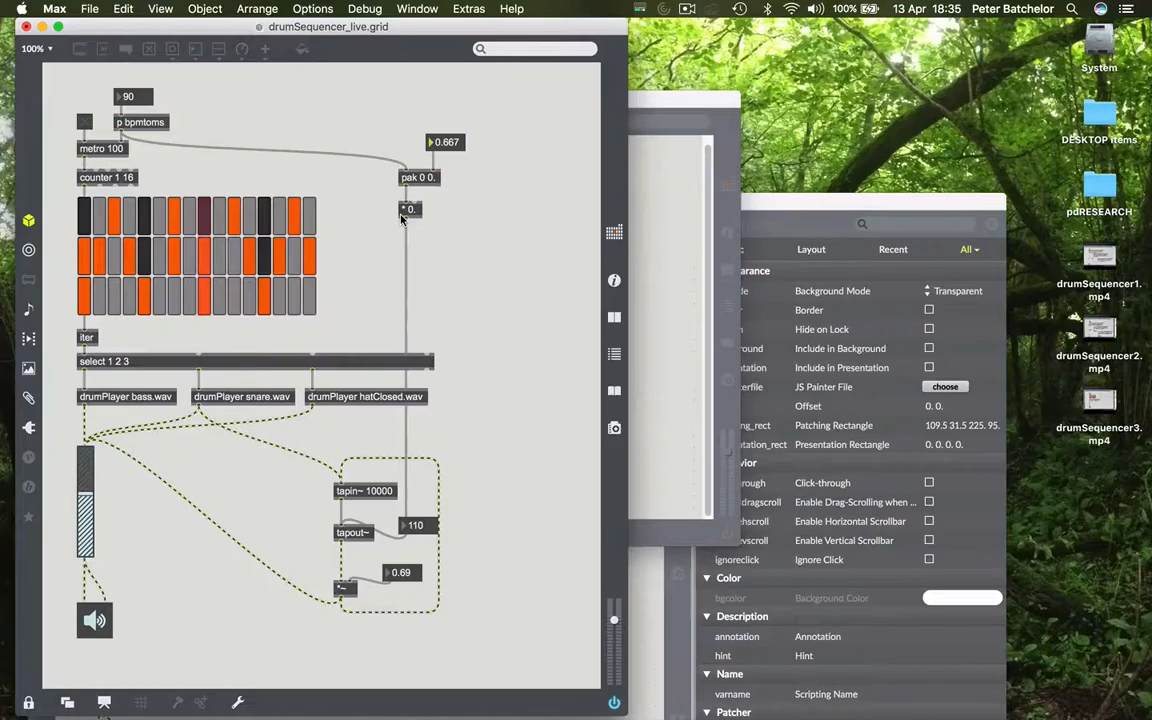 Max File Edit View Object Arrange Options Debug Window Extras Help 100% 13 Apr 18:35 Peter Batchelor
drumSequencer_live.grid
100%
System
90
p bpmtoms
DESKTOP items
metro 100
0.667
counter 1 16
pak 0 0.
* 0.
pdRESEARCH
Layout Recent All
drumSequencer1.
mp4
earance
Background Mode Transparent
Border
Hide on Lock
Include in Background
Include in Presentation
JS Painter File choose
Offset 0. 0.
ng_rect Patching Rectangle 109.5 31.5 225. 95.
Presentation Rectangle 0. 0. 0. 0.
drumSequencer2.
mp4
drumSequencer3.
mp4
iter
select 1 2 3
drumPlayer bass.wav drumPlayer snare.wav drumPlayer hatClosed.wav
Click-through
dragscroll Enable Drag-Scrolling when ...
Enable Horizontal Scrollbar
Enable Vertical Scrollbar
ignoreclick Ignore Click
Color
bgcolor Background Color
Description
annotation Annotation
hint Hint
Name
varname Scripting Name
Patcher
tapin~ 10000
tapout~
110
0.69
*~